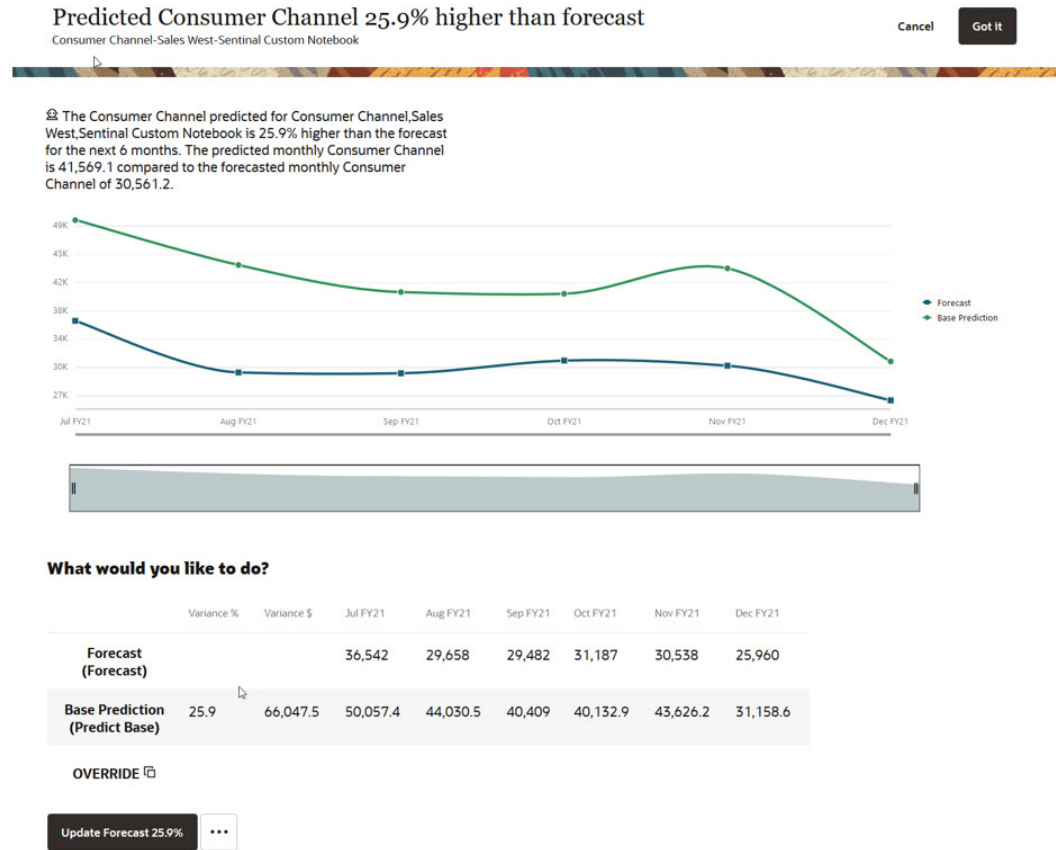 Predicted Consumer Channel 25.9% higher than forecast
Consumer Channel-Sales West-Sentinal Custom Notebook
Cancel
Got it
The Consumer Channel predicted for Consumer Channel,Sales
West,Sentinal Custom Notebook is 25.9% higher than the forecast
for the next 6 months. The predicted monthly Consumer Channel
is 41,569.1 compared to the forecasted monthly Consumer
Channel of 30,561.2.
49K
45K
42K
38K
34K
30K
27K
Jul FY21 Aug FY21 Sep FY21 Oct FY21 Nov FY21 Dec FY21
Forecast
Base Prediction
What would you like to do?
Variance % Variance $ Jul FY21 Aug FY21 Sep FY21 Oct FY21 Nov FY21 Dec FY21
Forecast
(Forecast)
36,542 29,658 29,482 31,187 30,538 25,960
Base Prediction
(Predict Base)
25.9 66,047.5 50,057.4 44,030.5 40,409 40,132.9 43,626.2 31,158.6
OVERRIDE
Update Forecast 25.9%